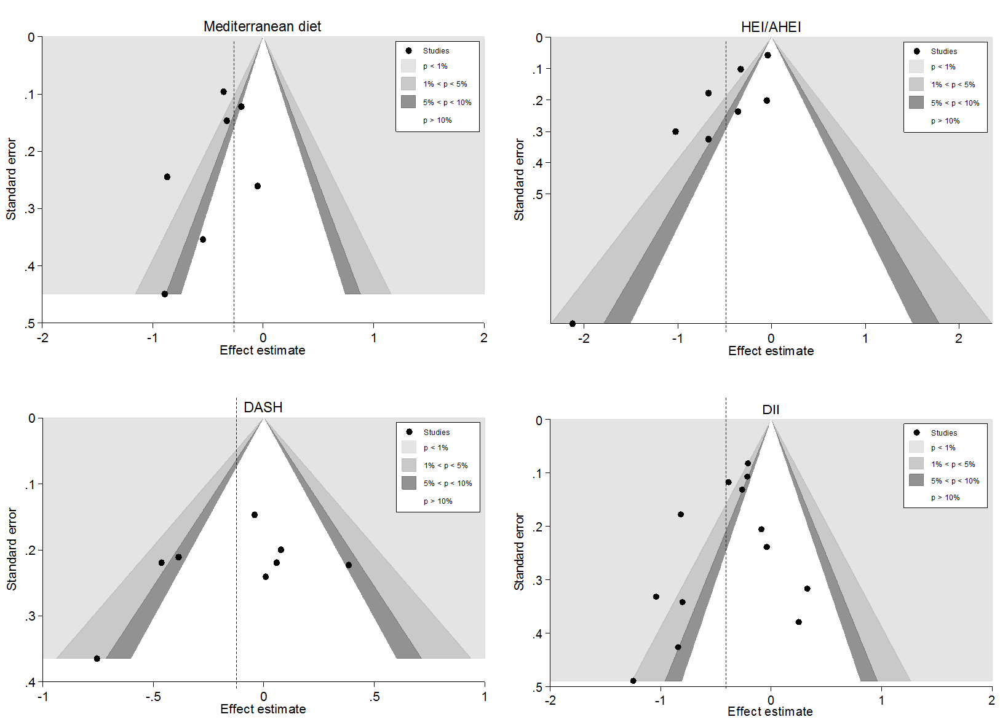 Mediterranean diet
0
.1
.2
.3
.4
.5
Standard error
-2
-1
0
1
2
Effect estimate
Studies
p < 1%
1% < p < 5%
5% < p < 10%
p > 10%
HEI/AHEI
0
.1
.2
.3
.4
.5
Standard error
-2
-1
0
1
2
Effect estimate
Studies
p < 1%
1% < p < 5%
5% < p < 10%
p > 10%
DASH
0
.1
.2
.3
.4
Standard error
-1
-.5
0
.5
1
Effect estimate
Studies
p < 1%
1% < p < 5%
5% < p < 10%
p > 10%
DII
0
.1
.2
.3
.4
.5
Standard error
-2
-1
0
1
2
Effect estimate
Studies
p < 1%
1% < p < 5%
5% < p < 10%
p > 10%